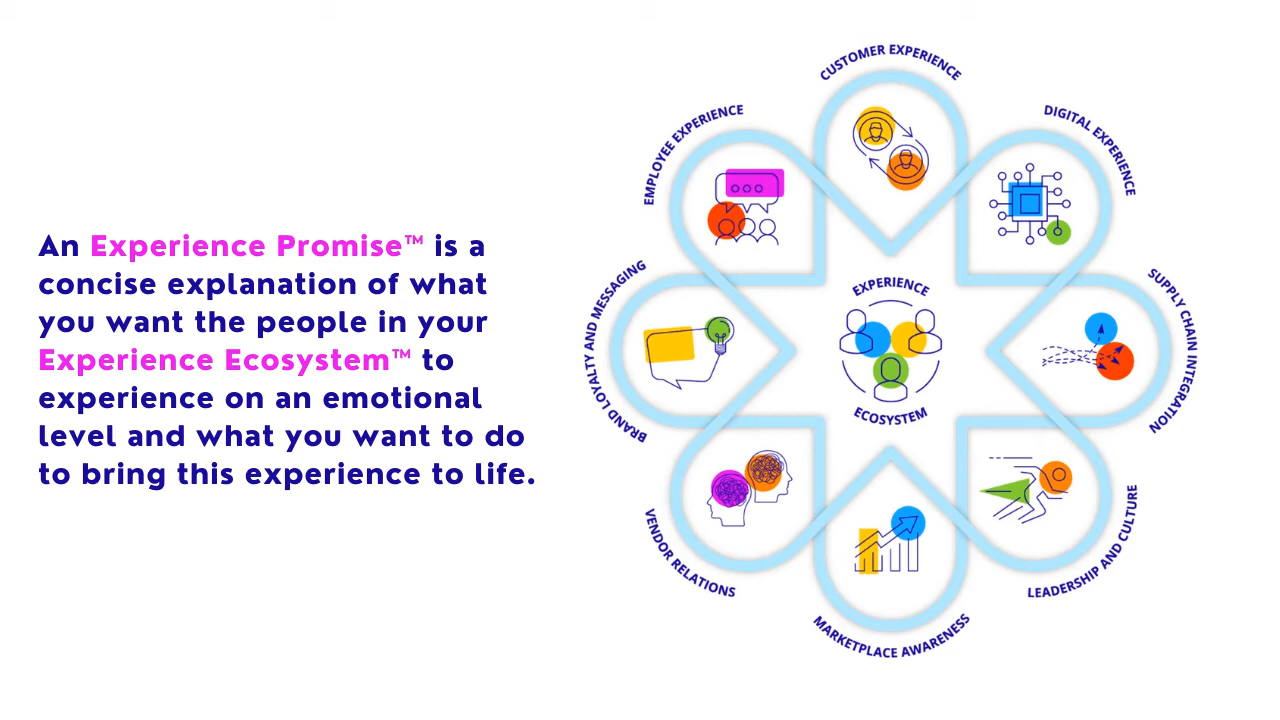 An Experience Promise™ is a
concise explanation of what
you want the people in your
Experience Ecosystem™ to
experience on an emotional
level and what you want to do
to bring this experience to life.
CUSTOMER EXPERIENCE
DIGITAL EXPERIENCE
SUPPLY CHAIN INTEGRATION
LEADERSHIP AND CULTURE
MARKETPLACE AWARENESS
VENDOR RELATIONS
BRAND LOYALTY AND MESSAGING
EMPLOYEE EXPERIENCE
EXPERIENCE
ECOSYSTEM